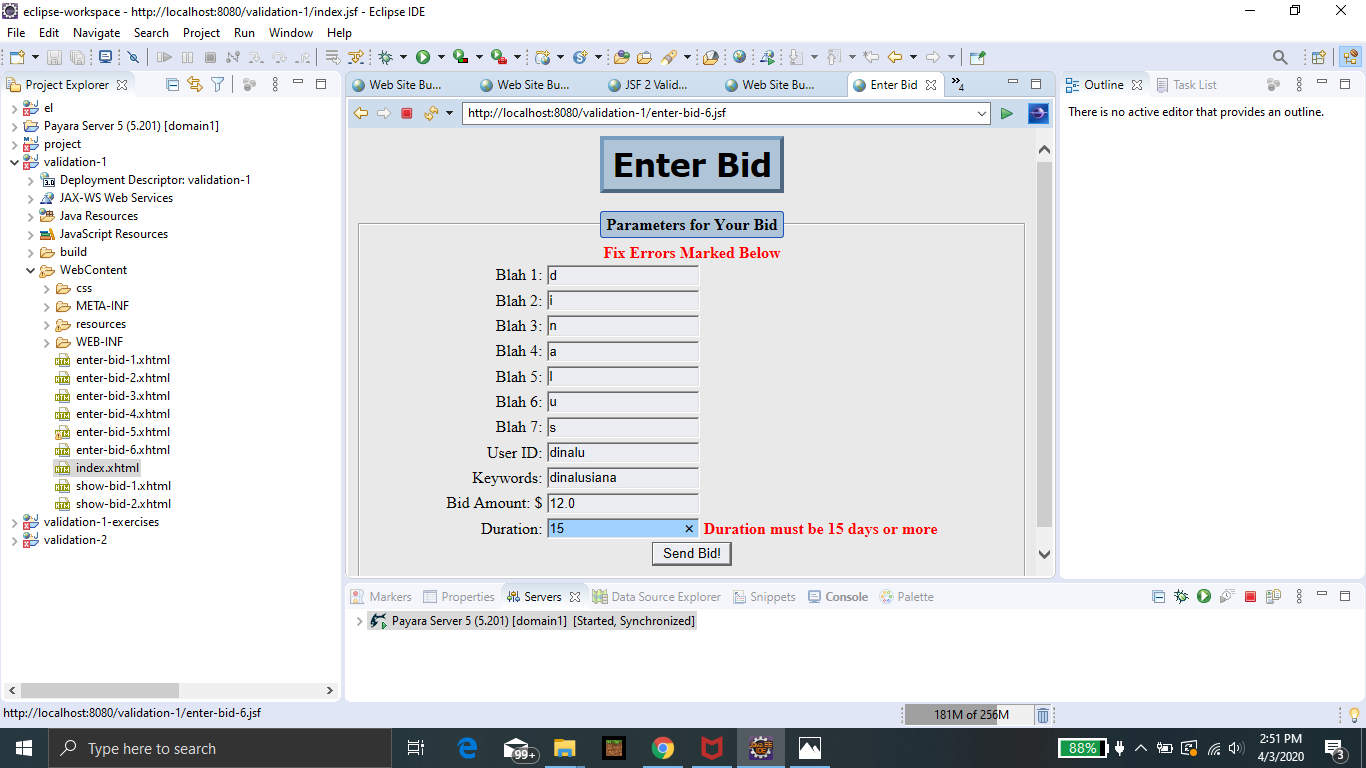 eclipse-workspace - http://localhost:8080/validation-1/index.jsf - Eclipse IDE
File Edit Navigate Search Project Run Window Help
Project Explorer
el
Payara Server 5 (5.201) [domain1]
project
validation-1
Deployment Descriptor: validation-1
3.0
JAX-WS Web Services
Java Resources
JavaScript Resources
build
WebContent
css
META-INF
resources
WEB-INF
enter-bid-1.xhtml
enter-bid-2.xhtml
enter-bid-3.xhtml
enter-bid-4.xhtml
enter-bid-5.xhtml
enter-bid-6.xhtml
index.xhtml
show-bid-1.xhtml
show-bid-2.xhtml
validation-1-exercises
validation-2
Web Site Bu... Web Site Bu... JSF 2 Valid... Web Site Bu... Enter Bid »4
http://localhost:8080/validation-1/enter-bid-6.jsf
Enter Bid
Parameters for Your Bid
Fix Errors Marked Below
Blah 1: d
Blah 2: i
Blah 3: n
Blah 4: a
Blah 5: l
Blah 6: u
Blah 7: s
User ID: dinalu
Keywords: dinalusiana
Bid Amount: $ 12.0
Duration: 15 Duration must be 15 days or more
Send Bid!
Outline Task List
There is no active editor that provides an outline.
Markers Properties Servers Data Source Explorer Snippets Console Palette
Payara Server 5 (5.201) [domain1] [Started, Synchronized]
http://localhost:8080/validation-1/enter-bid-6.jsf
181M of 256M
Type here to search
99+
88%
2:51 PM
4/3/2020
3